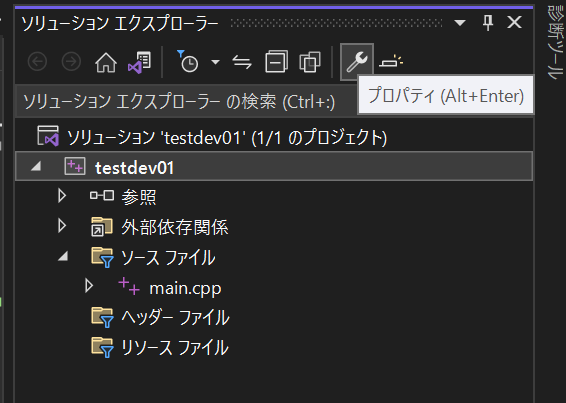 ソリューション エクスプローラー
プロパティ (Alt+Enter)
ソリューション エクスプローラー の検索 (Ctrl+:)
ソリューション 'testdev01' (1/1 のプロジェクト)
testdev01
参照
外部依存関係
ソース ファイル
main.cpp
ヘッダー ファイル
リソース ファイル
診断ツール